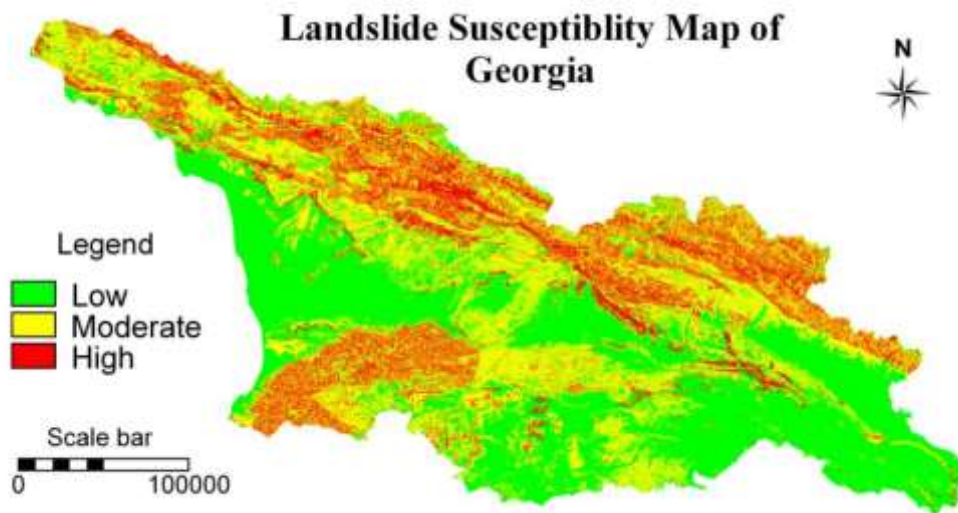 Landslide Susceptiblity Map of
Georgia
N
Legend
Low
Moderate
High
Scale bar
0 100000